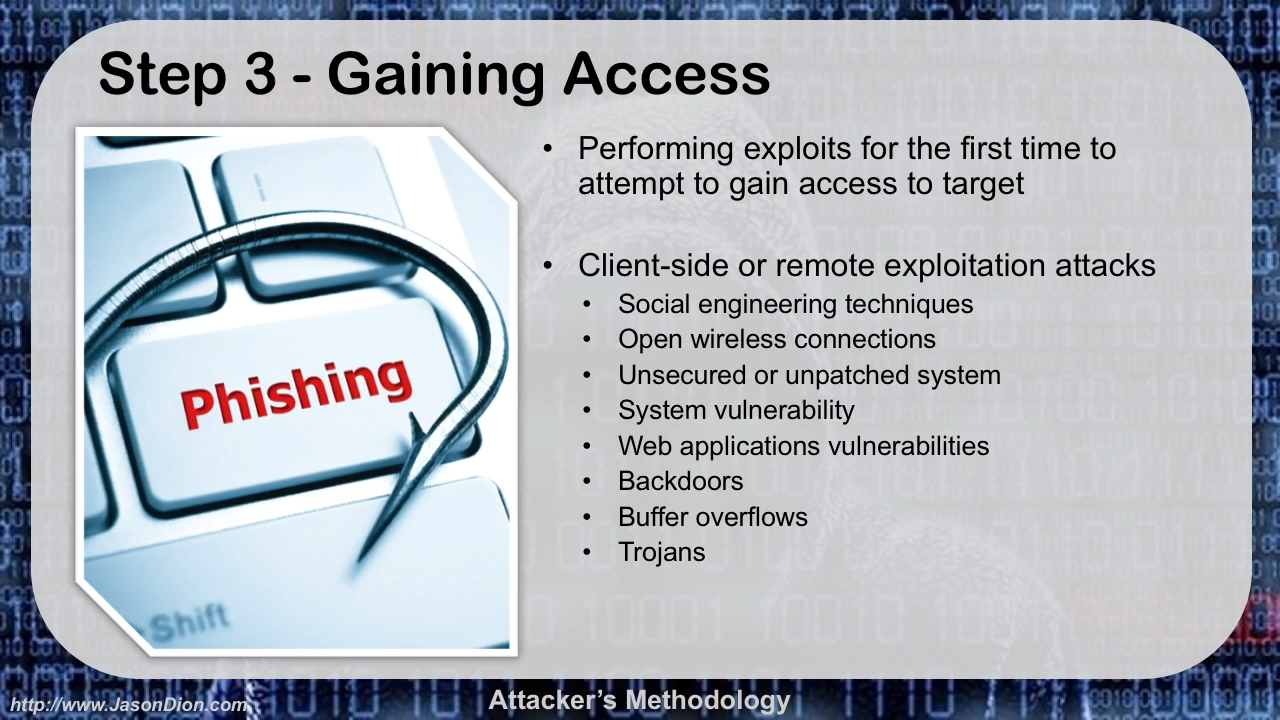 Step 3 - Gaining Access
Phishing
Shift
• Performing exploits for the first time to
attempt to gain access to target
• Client-side or remote exploitation attacks
• Social engineering techniques
• Open wireless connections
• Unsecured or unpatched system
• System vulnerability
• Web applications vulnerabilities
• Backdoors
• Buffer overflows
• Trojans
http://www.JasonDion.com
Attacker’s Methodology